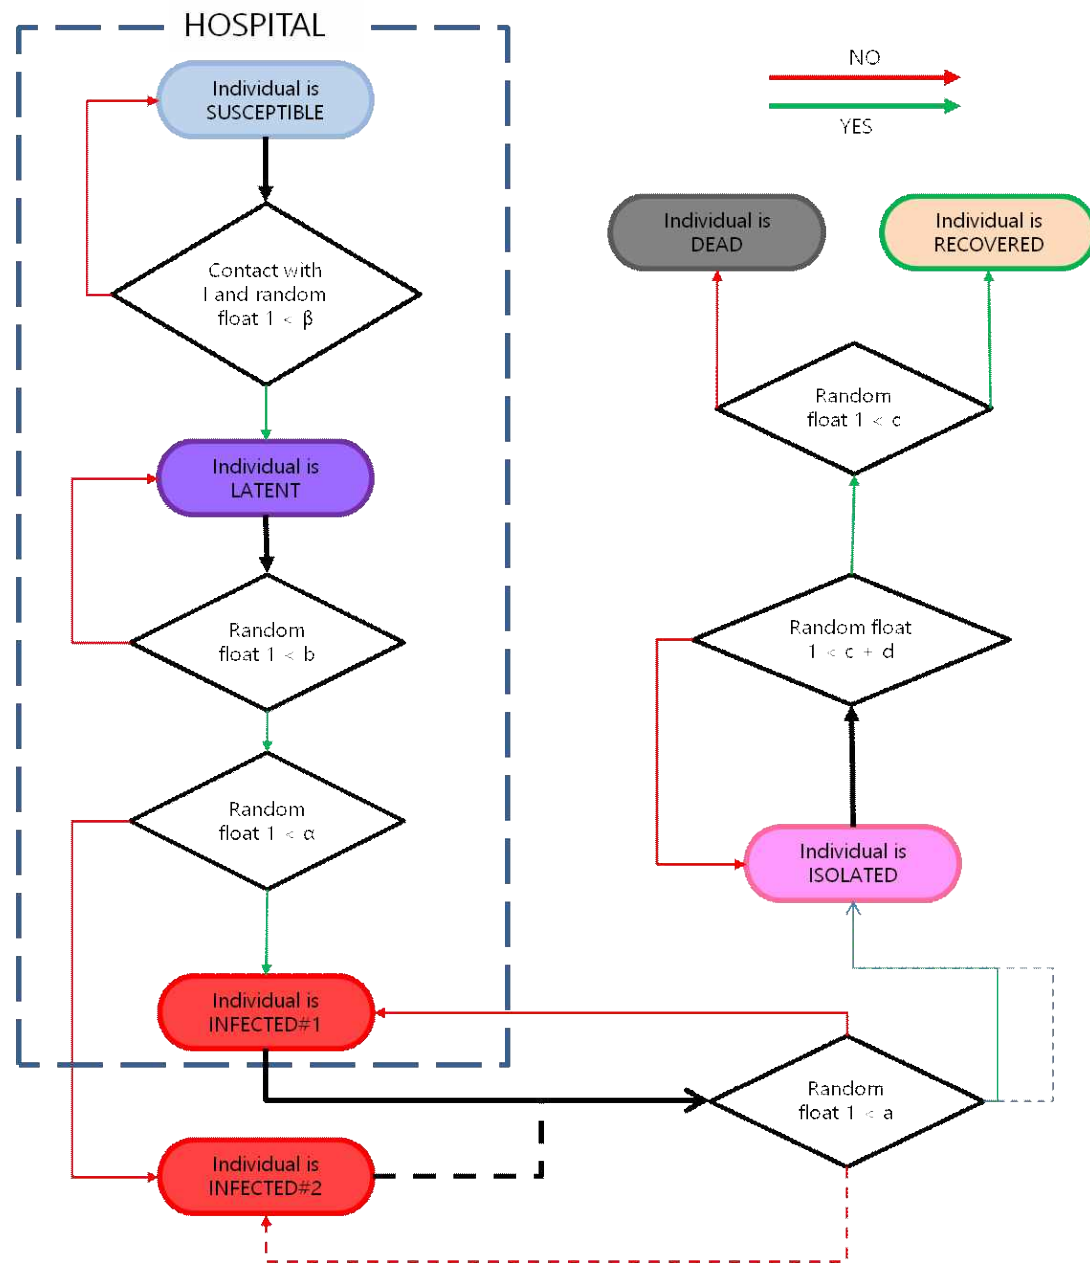 HOSPITAL
Individual is
SUSCEPTIBLE
Contact with
I and random
float 1 < β
Individual is
LATENT
Random
float 1 < b
Random
float 1 < α
Individual is
INFECTED#1
Individual is
INFECTED#2
NO
YES
Individual is
DEAD
Individual is
RECOVERED
Random
float 1 < c
Random float
1 < c + d
Individual is
ISOLATED
Random
float 1 < a